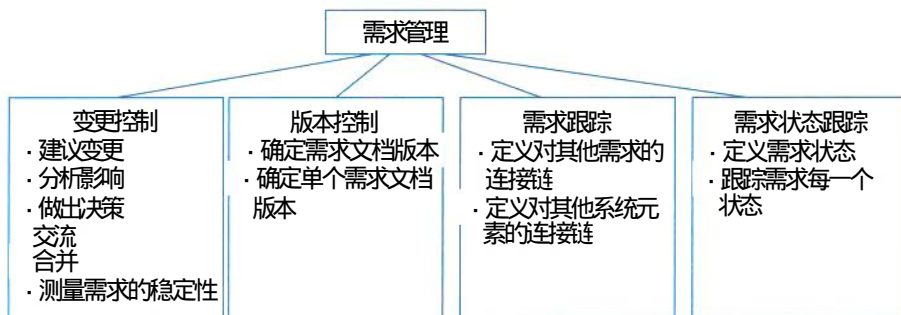 需求管理
变更控制
· 建议变更
· 分析影响
· 做出决策
交流
合并
· 测量需求的稳定性
版本控制
· 确定需求文档版本
· 确定单个需求文档
版本
需求跟踪
· 定义对其他需求的
连接链
· 定义对其他系统元
素的连接链
需求状态跟踪
· 定义需求状态
· 跟踪需求每一个
状态